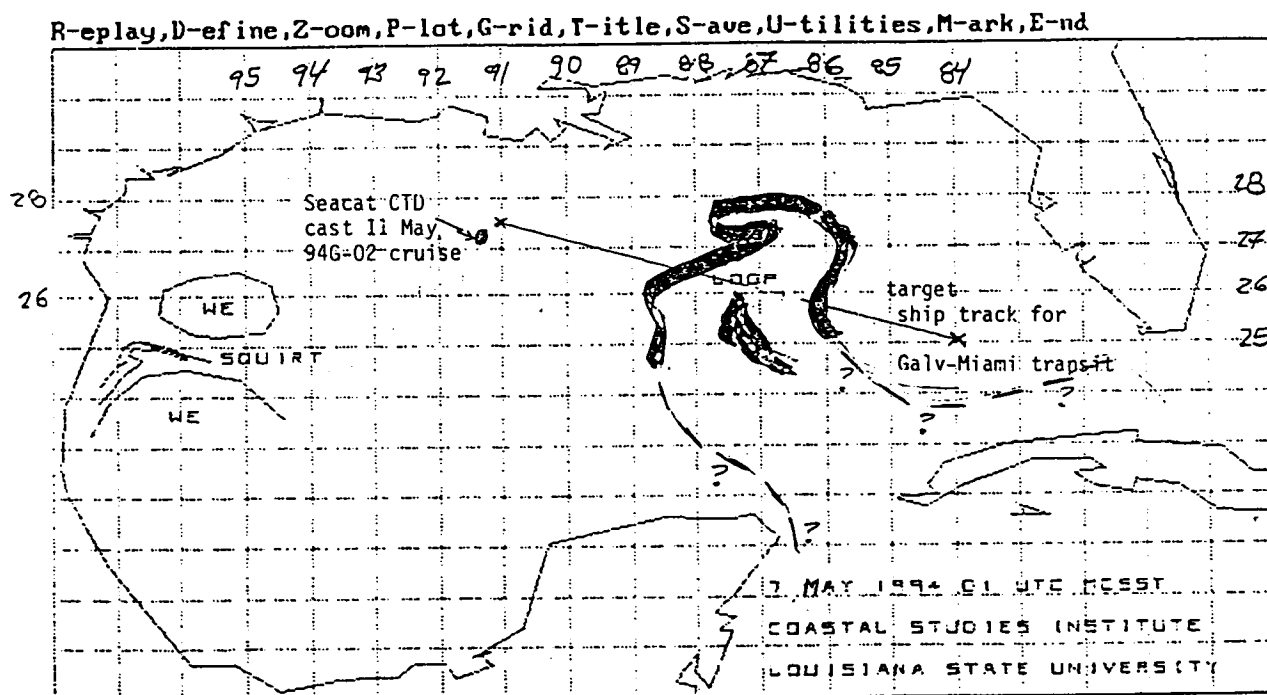 R-eplay,D-efine,Z-oom,P-lot,G-rid,T-itle,S-ave,U-tilities,M-ark,E-nd
95 94 93 92 91 90 89 88 87 86 85 84
28
28
Seacat CTD
cast 11 May,
94G-02 cruise
27
LOOP
26
26
WE
target
ship track for
25
SQUIRT
Galv-Miami transit
?
?
?
WE
?
?
7 MAY 1994 01 UTC MCSST
COASTAL STUDIES INSTITUTE
LOUISIANA STATE UNIVERSITY